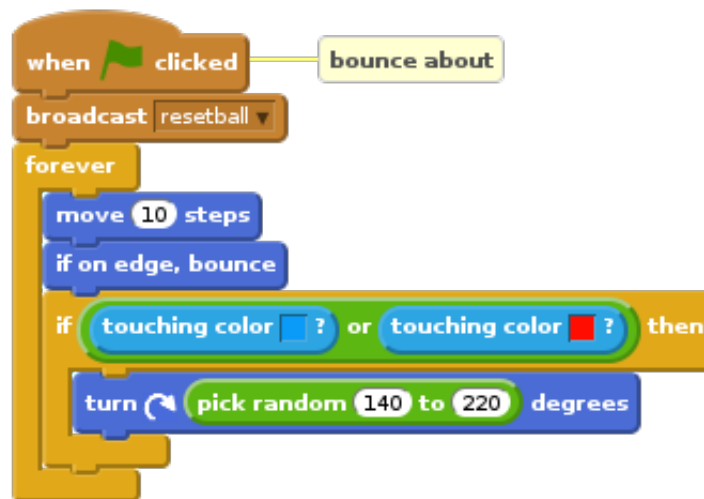 when clicked
bounce about
broadcast resetball
forever
move 10 steps
if on edge, bounce
if touching color ? or touching color ? then
turn pick random 140 to 220 degrees